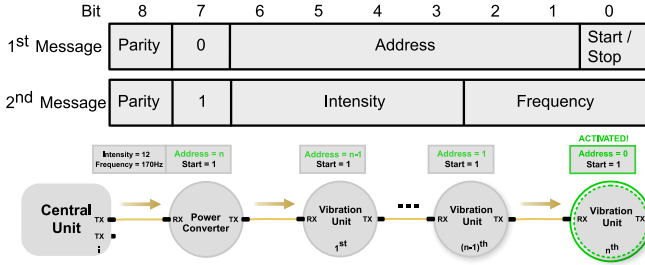 Bit 8 7 6 5 4 3 2 1 0
1st Message Parity 0 Address Start / Stop
2nd Message Parity 1 Intensity Frequency
ACTIVATED!
Intensity = 12 Frequency = 170Hz
Address = n Start = 1
Address = n-1 Start = 1
Address = 1 Start = 1
Address = 0 Start = 1
Central Unit TX TX i
RX Power Converter TX
RX Vibration Unit TX 1st
...
RX Vibration Unit TX (n-1)th
RX Vibration Unit nth